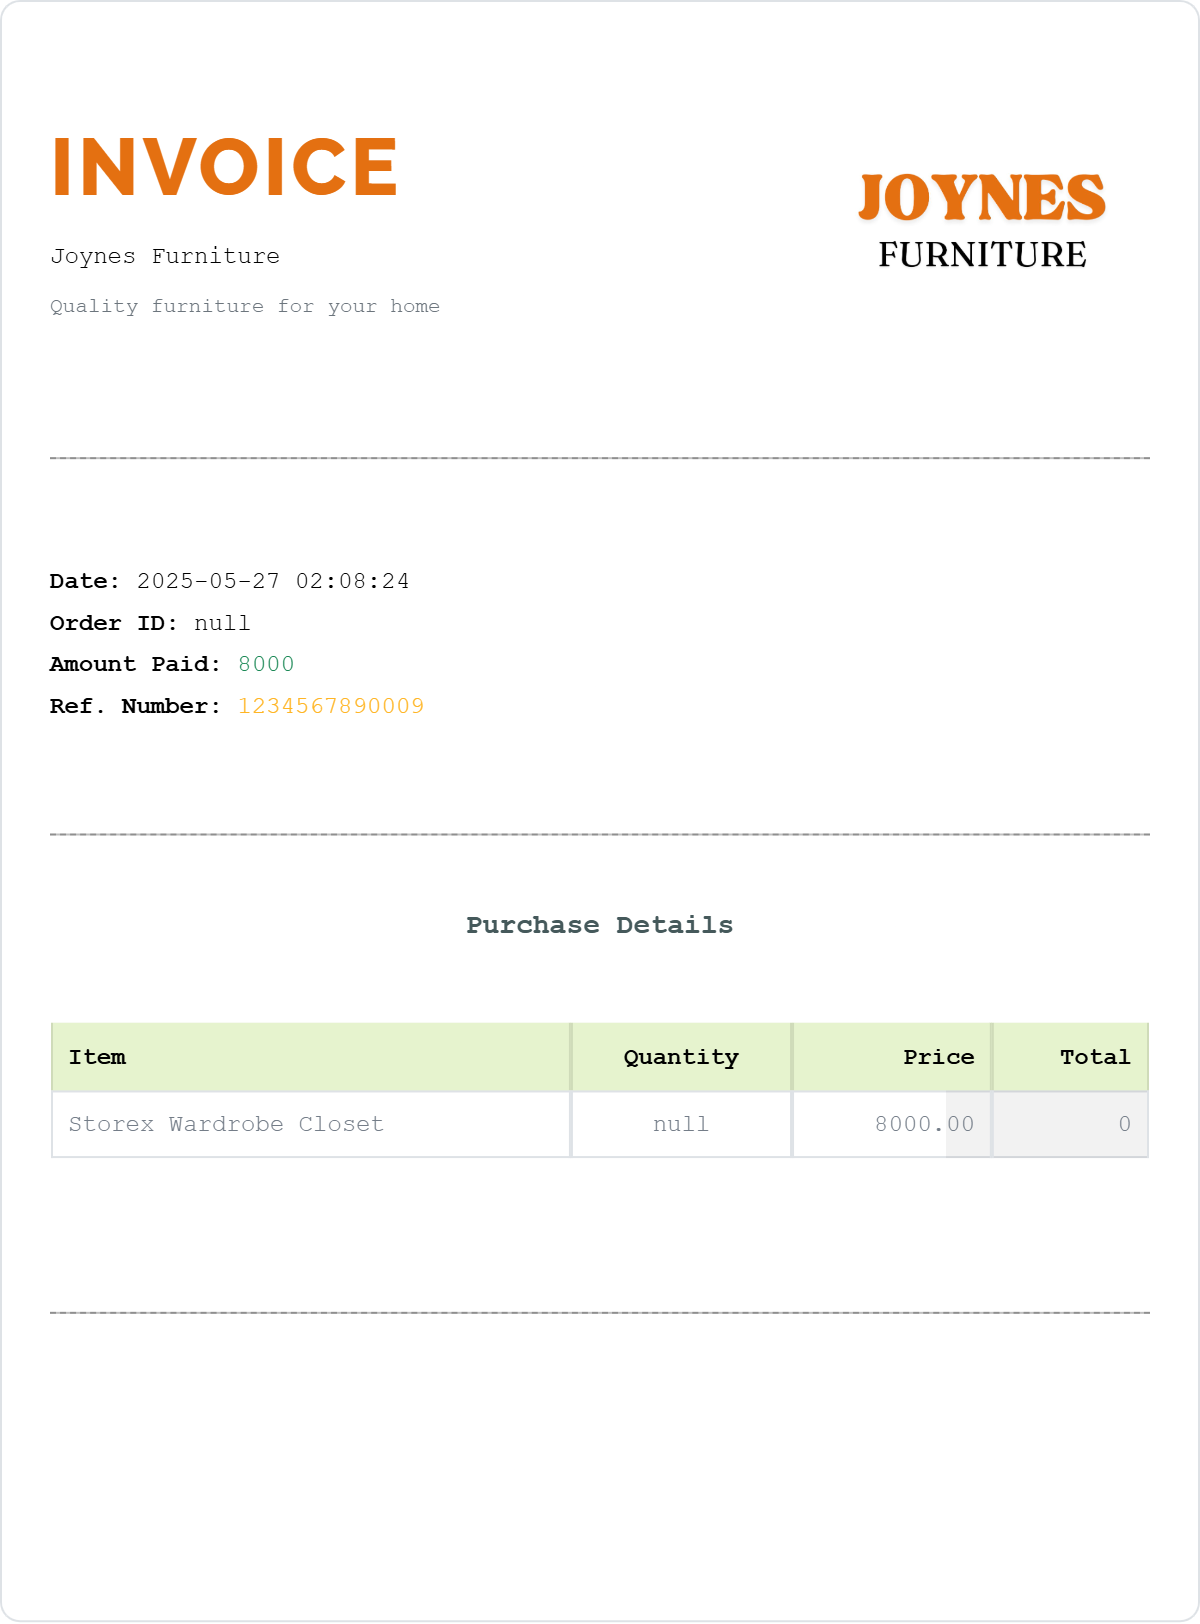 INVOICE
JOYNES
FURNITURE
Joynes Furniture
Quality furniture for your home
Date: 2025-05-27 02:08:24
Order ID: null
Amount Paid: 8000
Ref. Number: 1234567890009
Purchase Details
Item Quantity Price Total
Storex Wardrobe Closet null 8000.00 0